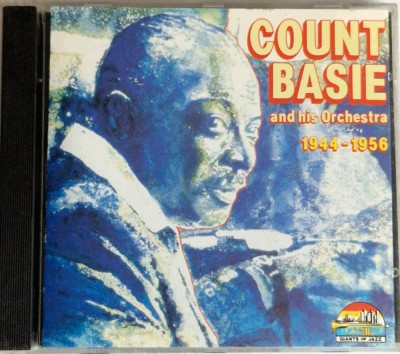 COUNT
BASIE
and his Orchestra
1944-1956
GIANTS OF JAZZ